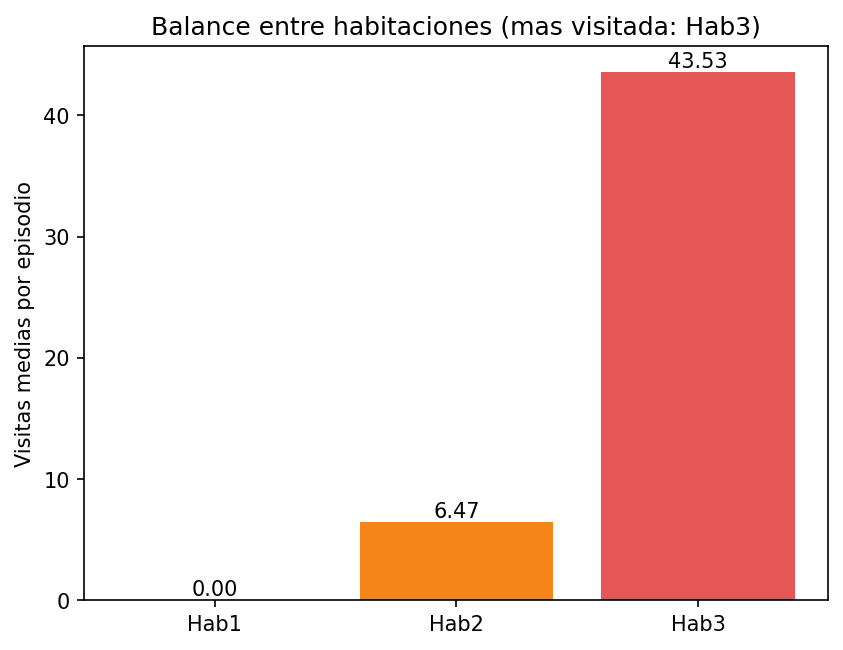 Balance entre habitaciones (mas visitada: Hab3)
Visitas medias por episodio
40
30
20
10
0
0.00
6.47
43.53
Hab1
Hab2
Hab3